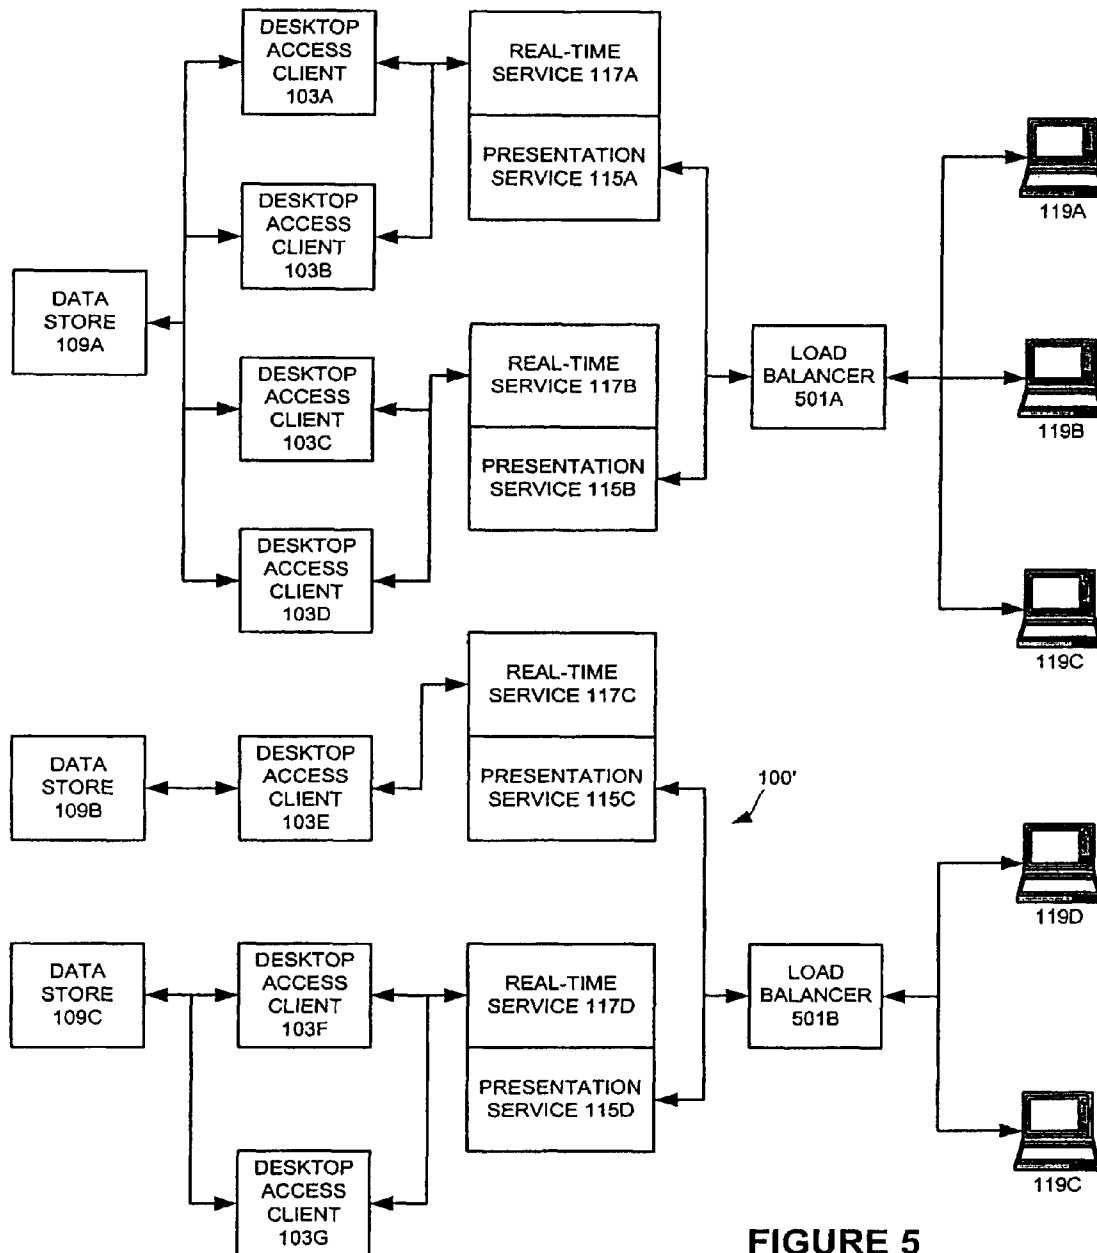 DESKTOP
ACCESS
CLIENT
103A
REAL-TIME
SERVICE 117A
PRESENTATION
SERVICE 115A
119A
DESKTOP
ACCESS
CLIENT
103B
DATA
STORE
109A
DESKTOP
ACCESS
CLIENT
103C
REAL-TIME
SERVICE 117B
PRESENTATION
SERVICE 115B
LOAD
BALANCER
501A
119B
DESKTOP
ACCESS
CLIENT
103D
119C
REAL-TIME
SERVICE 117C
PRESENTATION
SERVICE 115C
DATA
STORE
109B
DESKTOP
ACCESS
CLIENT
103E
100'
119D
DATA
STORE
109C
DESKTOP
ACCESS
CLIENT
103F
REAL-TIME
SERVICE 117D
PRESENTATION
SERVICE 115D
LOAD
BALANCER
501B
119C
DESKTOP
ACCESS
CLIENT
103G
FIGURE 5